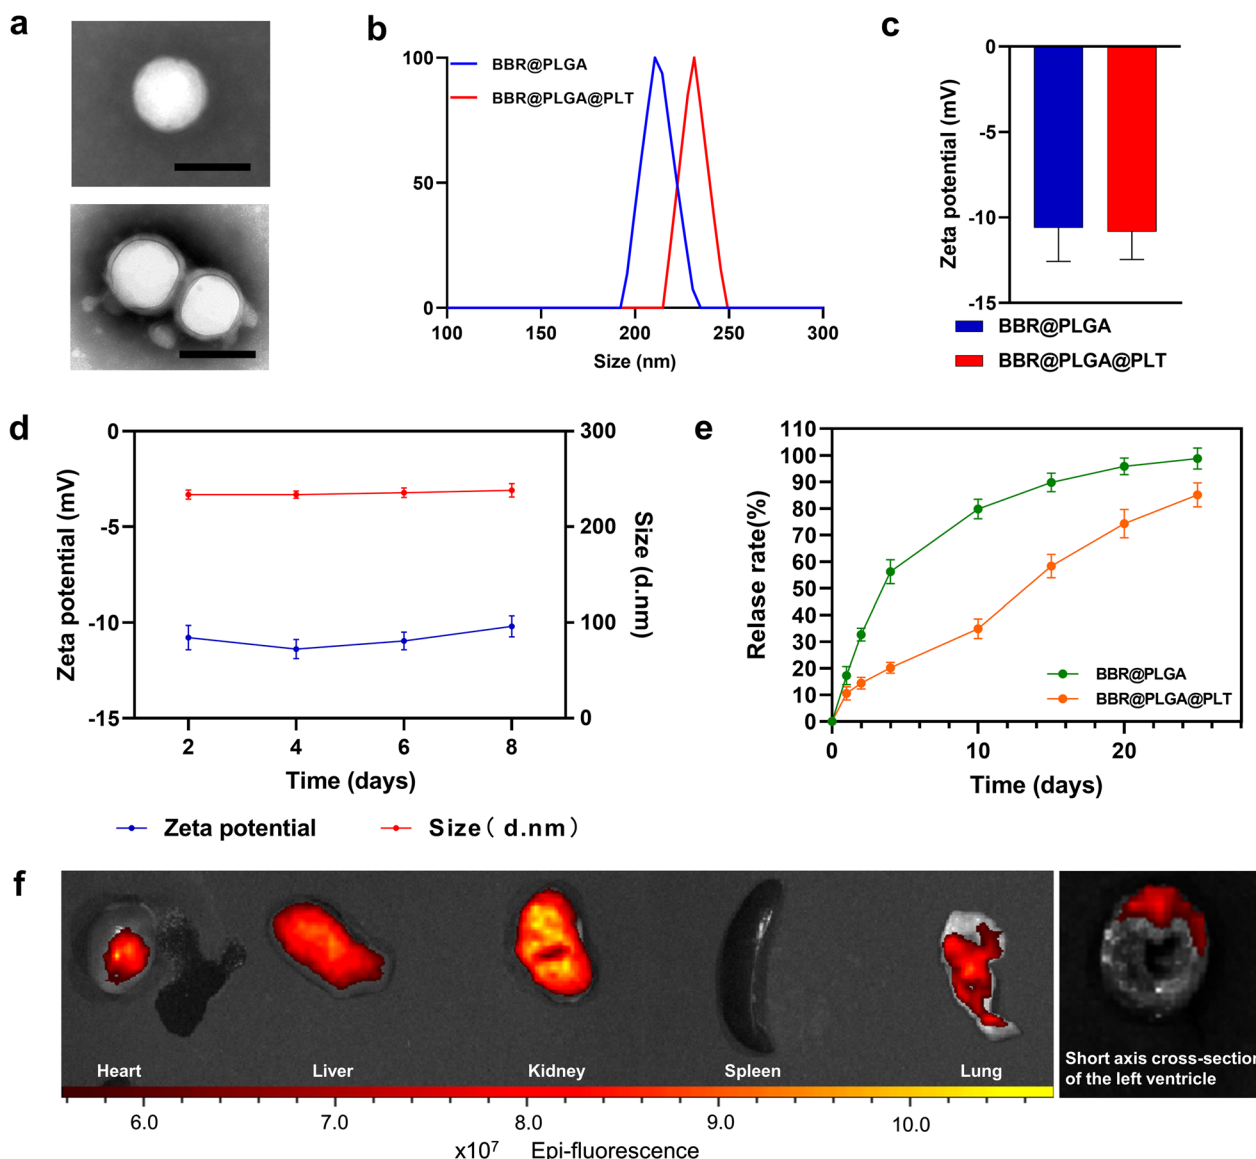 a
b
100
50
0
100
150
200
250
300
Size (nm)
BBR@PLGA
BBR@PLGA@PLT
c
0
-5
-10
-15
Zeta potential (mV)
BBR@PLGA
BBR@PLGA@PLT
d
0
-5
-10
-15
Zeta potential (mV)
300
200
100
0
Size (d.nm)
2
4
6
8
Time (days)
Zeta potential
Size( d.nm)
e
110
100
90
80
70
60
50
40
30
20
10
0
Relase rate(%)
BBR@PLGA
BBR@PLGA@PLT
0
10
20
Time (days)
f
Heart
Liver
Kidney
Spleen
Lung
Short axis cross-section
of the left ventricle
6.0
7.0
8.0
9.0
10.0
x10⁷ Epi-fluorescence